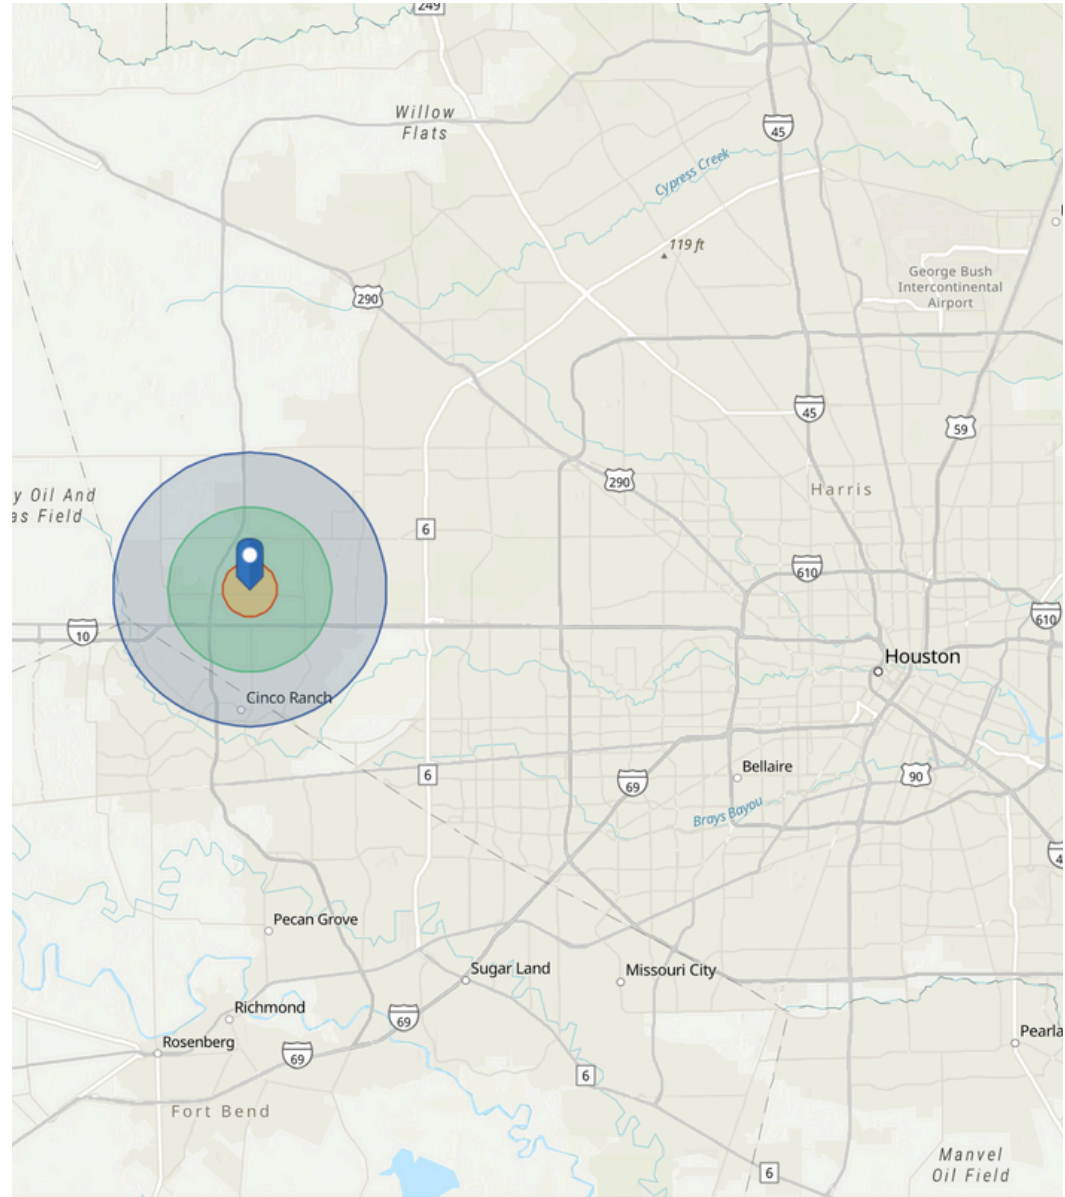 249
Willow
Flats
45
Cypress Creek
119 ft
George Bush
Intercontinental
Airport
290
45
59
290
Harris
y Oil And
as Field
6
610
610
10
Houston
Cinco Ranch
6
69
Bellaire
90
Brays Bayou
4
Pecan Grove
Sugar Land
Missouri City
Richmond
69
Rosenberg
69
Pearla
6
Fort Bend
Manvel
Oil Field
6